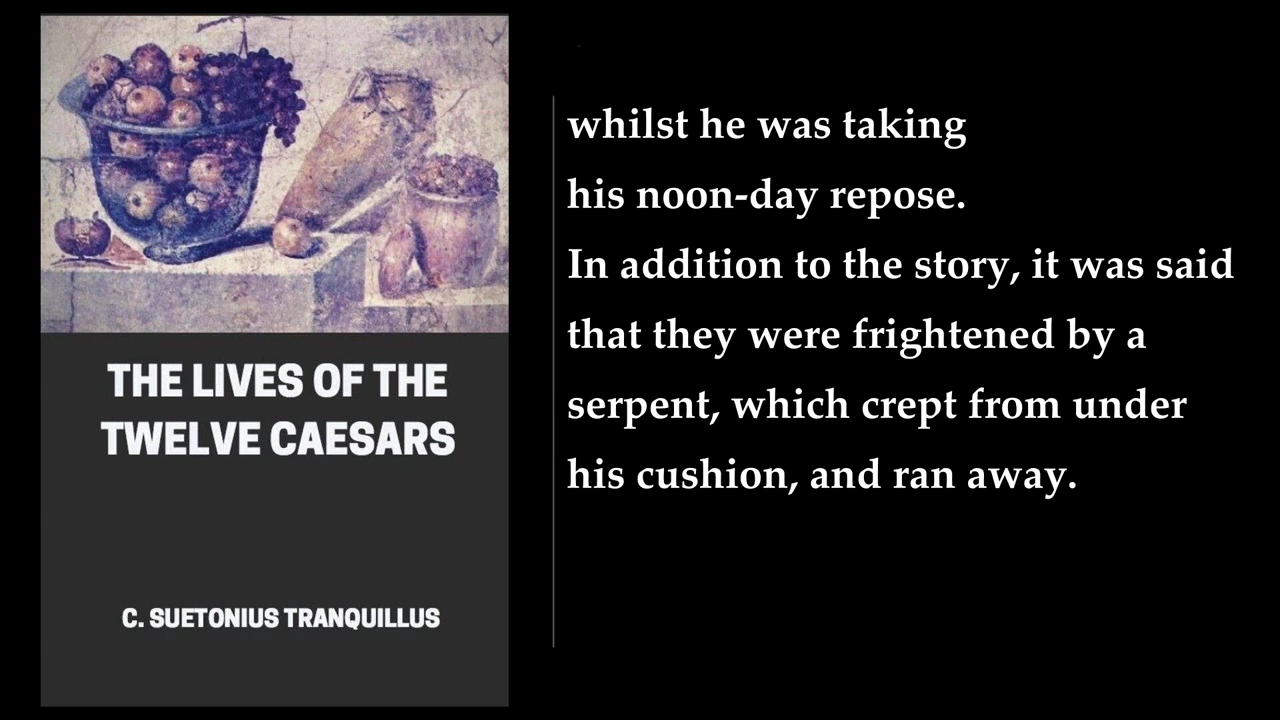 THE LIVES OF THE
TWELVE CAESARS
C. SUETONIUS TRANQUILLUS
whilst he was taking
his noon-day repose.
In addition to the story, it was said
that they were frightened by a
serpent, which crept from under
his cushion, and ran away.